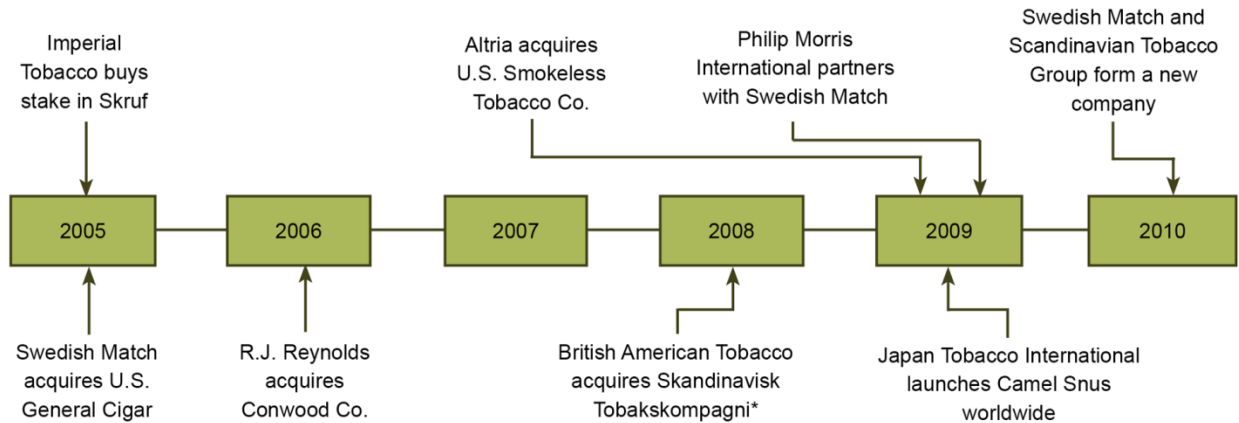 Imperial
Tobacco buys
stake in Skruf
Altria acquires
U.S. Smokeless
Tobacco Co.
Philip Morris
International partners
with Swedish Match
Swedish Match and
Scandinavian Tobacco
Group form a new
company
2005
2006
2007
2008
2009
2010
Swedish Match
acquires U.S.
General Cigar
R.J. Reynolds
acquires
Conwood Co.
British American Tobacco
acquires Skandinavisk
Tobakskompagni*
Japan Tobacco International
launches Camel Snus
worldwide